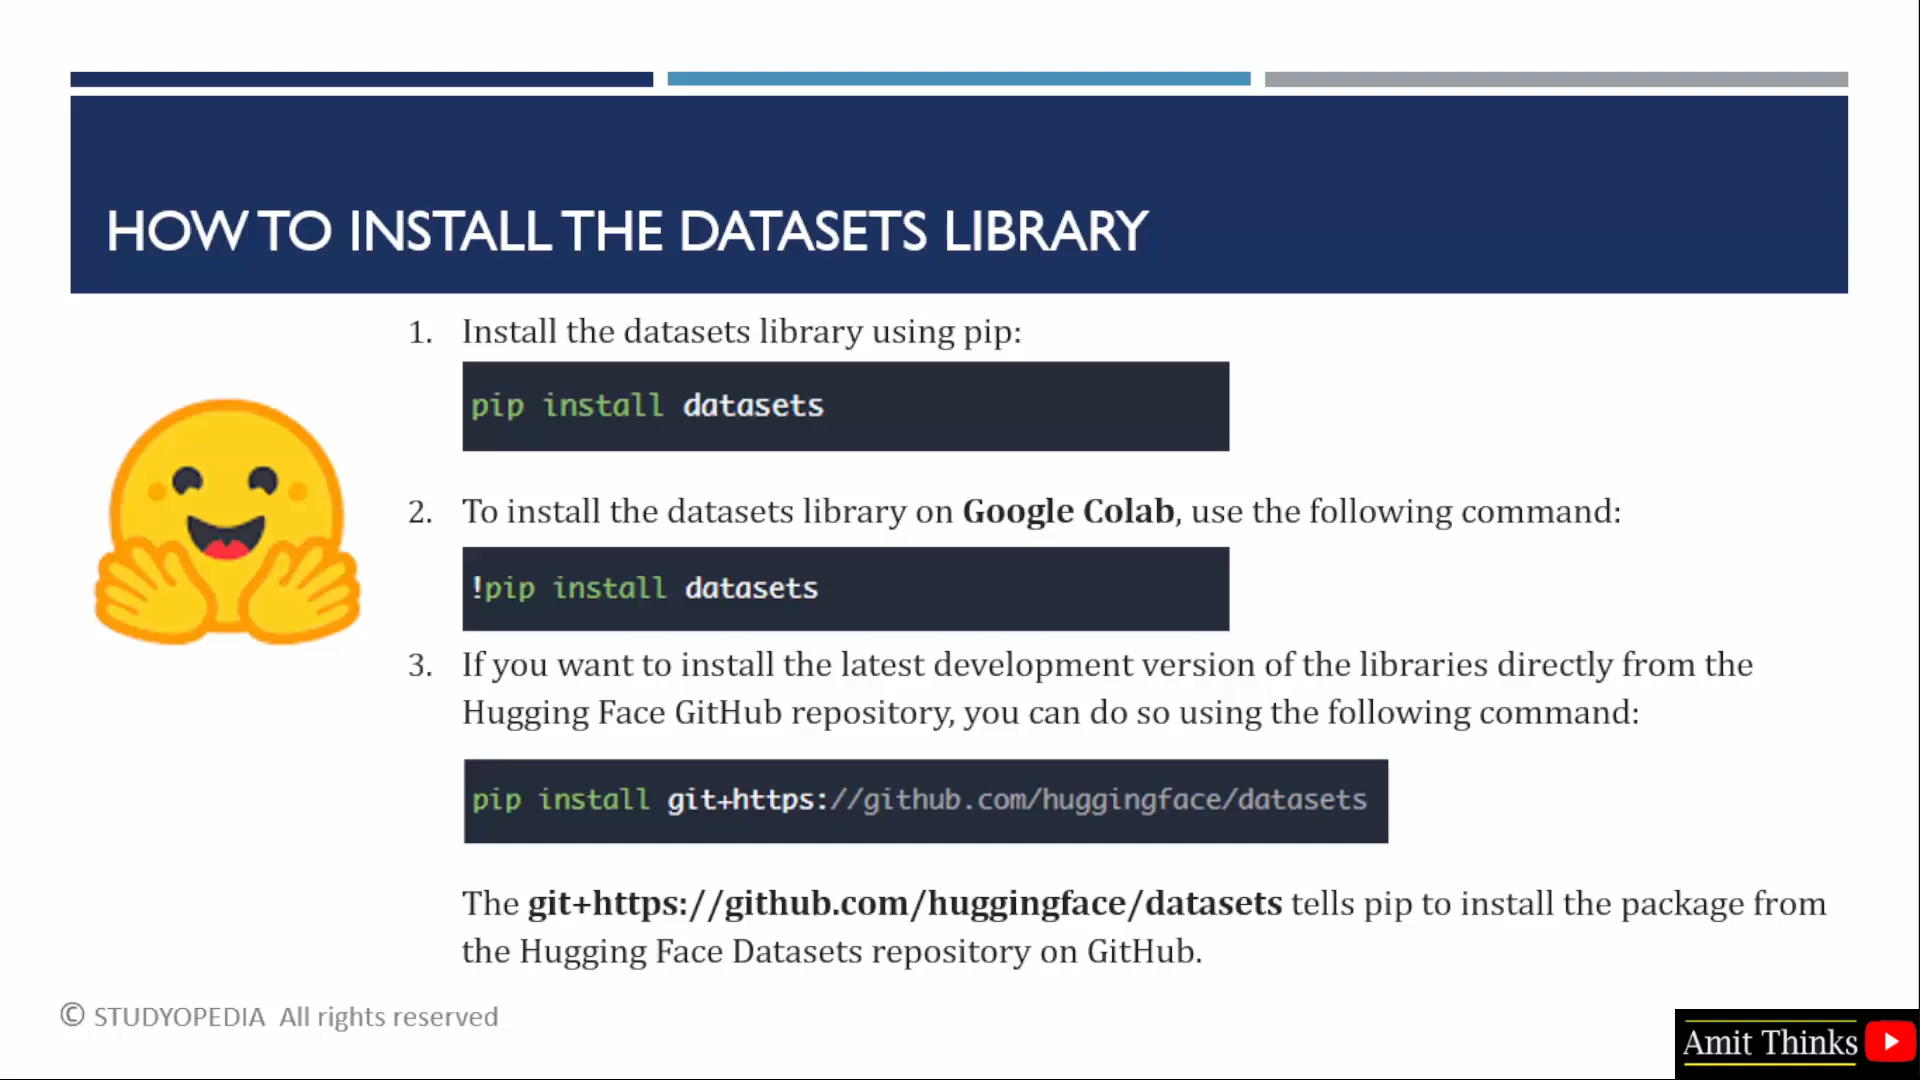 HOW TO INSTALL THE DATASETS LIBRARY
1. Install the datasets library using pip:
pip install datasets
2. To install the datasets library on Google Colab, use the following command:
!pip install datasets
3. If you want to install the latest development version of the libraries directly from the
Hugging Face GitHub repository, you can do so using the following command:
pip install git+https://github.com/huggingface/datasets
The git+https://github.com/huggingface/datasets tells pip to install the package from
the Hugging Face Datasets repository on GitHub.
© STUDYOPEDIA All rights reserved
Amit Thinks